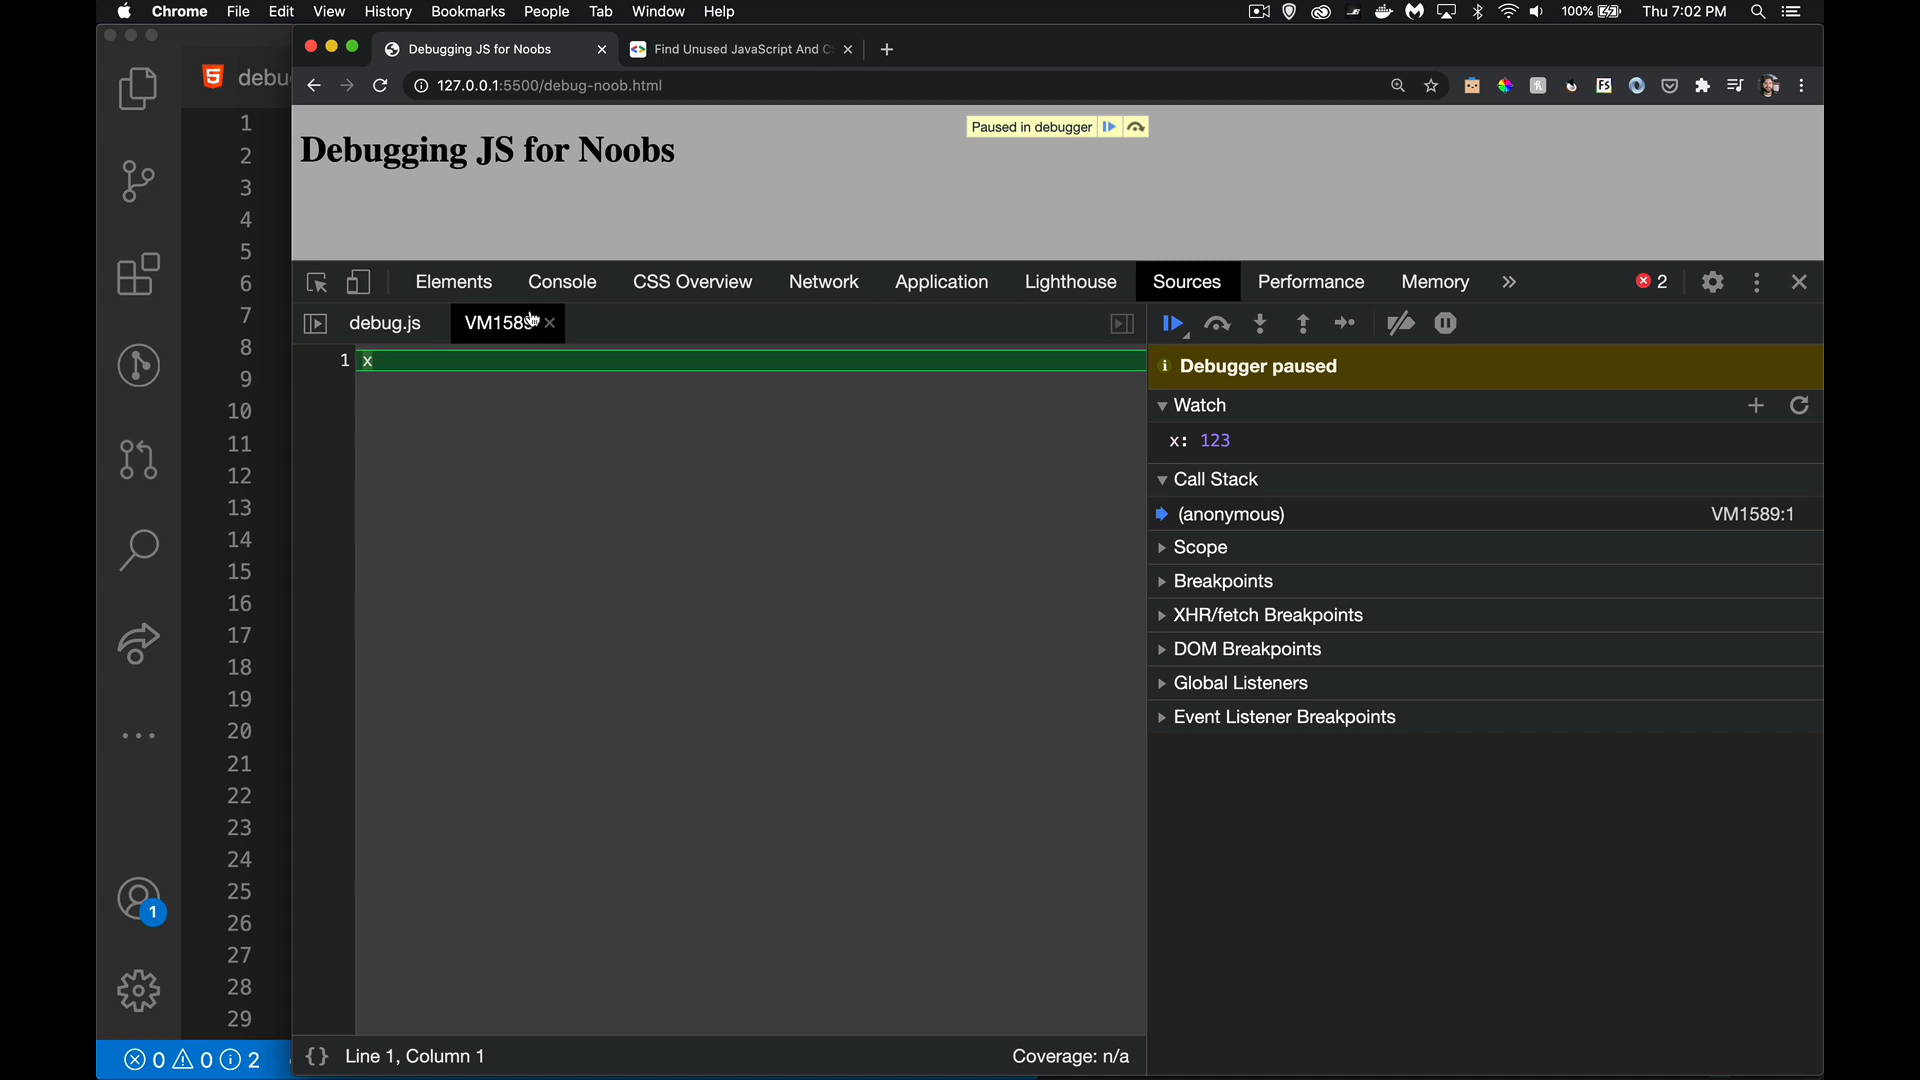 Chrome File Edit View History Bookmarks People Tab Window Help 100% Thu 7:02 PM
Debugging JS for Noobs Find Unused JavaScript And C
127.0.0.1:5500/debug-noob.html
debu
Paused in debugger
Debugging JS for Noobs
Elements Console CSS Overview Network Application Lighthouse Sources Performance Memory 2
debug.js VM1589
1 x
Debugger paused
Watch
x: 123
Call Stack
(anonymous) VM1589:1
Scope
Breakpoints
XHR/fetch Breakpoints
DOM Breakpoints
Global Listeners
Event Listener Breakpoints
1
2
3
4
5
6
7
8
9
10
11
12
13
14
15
16
17
18
19
20
21
22
23
24
25
26
27
28
29
1
0 0 2
{} Line 1, Column 1 Coverage: n/a